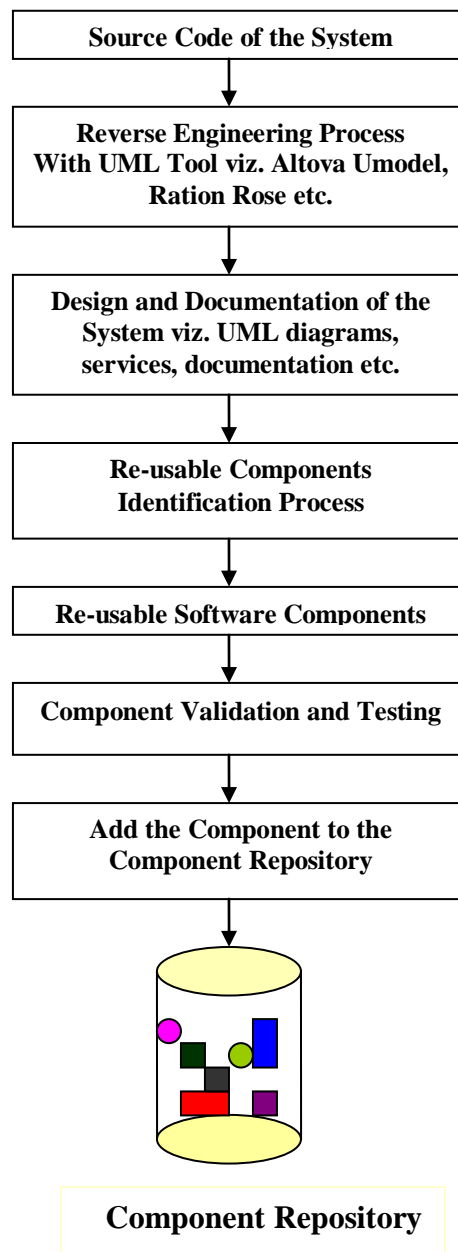 Source Code of the System
Reverse Engineering Process
With UML Tool viz. Altova Umodel,
Ration Rose etc.
Design and Documentation of the
System viz. UML diagrams,
services, documentation etc.
Re-usable Components
Identification Process
Re-usable Software Components
Component Validation and Testing
Add the Component to the
Component Repository
Component Repository